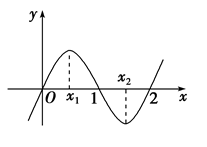 y
x₂
O x₁ 1 2 x